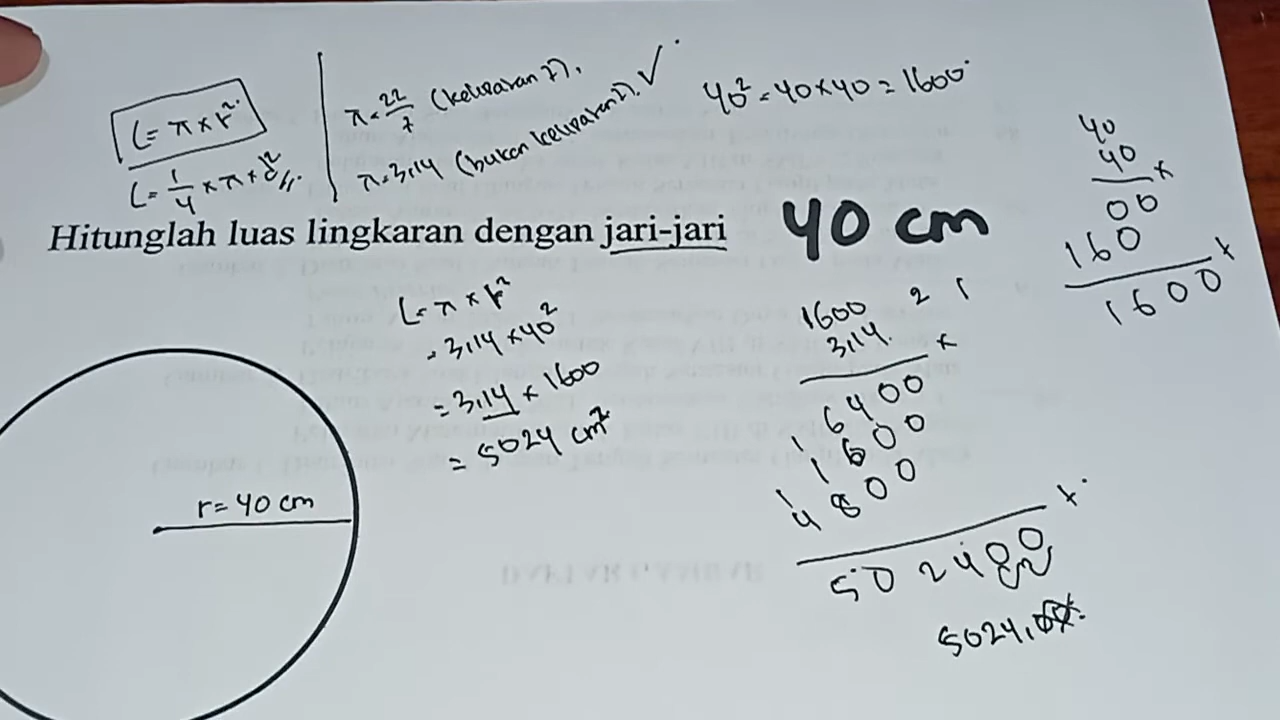 L = π × r²
L = 1/4 × π × d²//.
π = 22/7 (kelipatan 7).
π = 3,14 (bukan kelipatan 7). ✓
40² = 40×40 = 1600
Hitunglah luas lingkaran dengan jari-jari 40 cm
40
40 ×
00
160 +
1600
L = π × r²
= 3,14 × 40²
= 3,14 × 1600
= 5024 cm²
1600 2 1
3,14 ×
6400
1600
4800 +
502400
5024,00
r = 40 cm